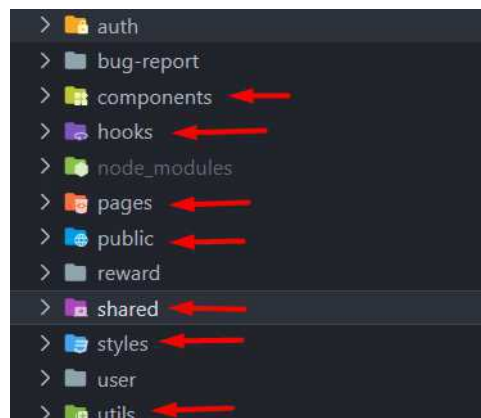 auth
bug-report
components
hooks
node_modules
pages
public
reward
shared
styles
user
utils